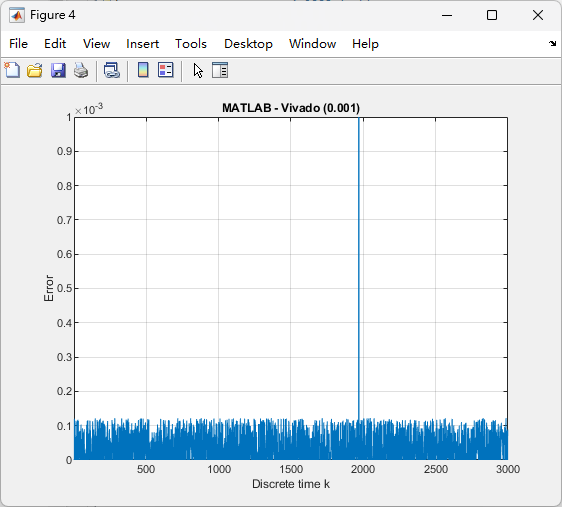 Figure 4
File Edit View Insert Tools Desktop Window Help
MATLAB - Vivado (0.001)
×10-3
1
0.9
0.8
0.7
0.6
0.5
0.4
0.3
0.2
0.1
0
Error
500 1000 1500 2000 2500 3000
Discrete time k